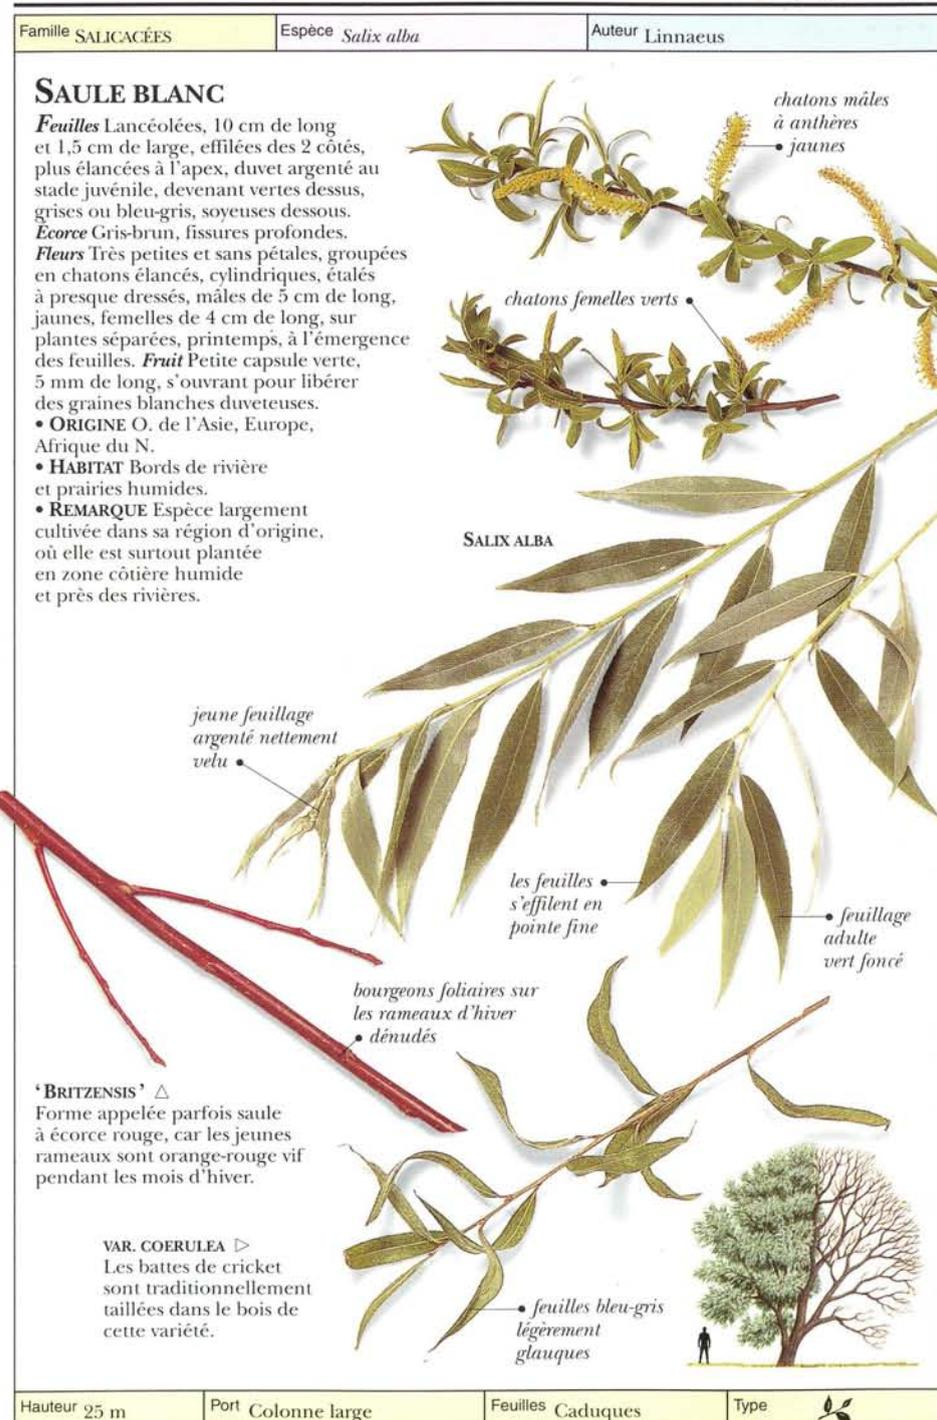 Famille SALICACÉES
Espèce Salix alba
Auteur Linnaeus
SAULE BLANC
Feuilles Lancéolées, 10 cm de long
et 1,5 cm de large, effilées des 2 côtés,
plus élancées à l'apex, duvet argenté au
stade juvénile, devenant vertes dessus,
grises ou bleu-gris, soyeuses dessous.
Écorce Gris-brun, fissures profondes.
Fleurs Très petites et sans pétales, groupées
en chatons élancés, cylindriques, étalés
à presque dressés, mâles de 5 cm de long,
jaunes, femelles de 4 cm de long, sur
plantes séparées, printemps, à l'émergence
des feuilles. Fruit Petite capsule verte,
5 mm de long, s'ouvrant pour libérer
des graines blanches duveteuses.
• ORIGINE O. de l'Asie, Europe,
Afrique du N.
• HABITAT Bords de rivière
et prairies humides.
• REMARQUE Espèce largement
cultivée dans sa région d'origine,
où elle est surtout plantée
en zone côtière humide
et près des rivières.
chatons mâles
à anthères
• jaunes
chatons femelles verts •
SALIX ALBA
jeune feuillage
argenté nettement
velu •
les feuilles •
s'effilent en
pointe fine
• feuillage
adulte
vert foncé
bourgeons foliaires sur
les rameaux d'hiver
• dénudés
'BRITZENSIS' △
Forme appelée parfois saule
à écorce rouge, car les jeunes
rameaux sont orange-rouge vif
pendant les mois d'hiver.
VAR. COERULEA ▷
Les battes de cricket
sont traditionnellement
taillées dans le bois de
cette variété.
• feuilles bleu-gris
légèrement
glauques
Hauteur 25 m
Port Colonne large
Feuilles Caduques
Type